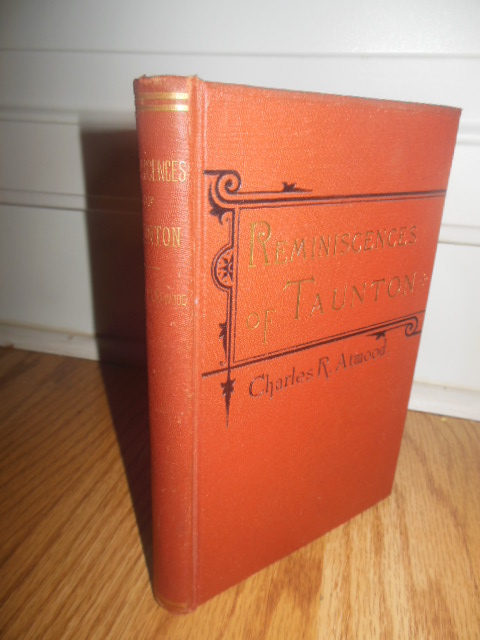 REMINISCENCES
OF TAUNTON
Charles R. Atwood